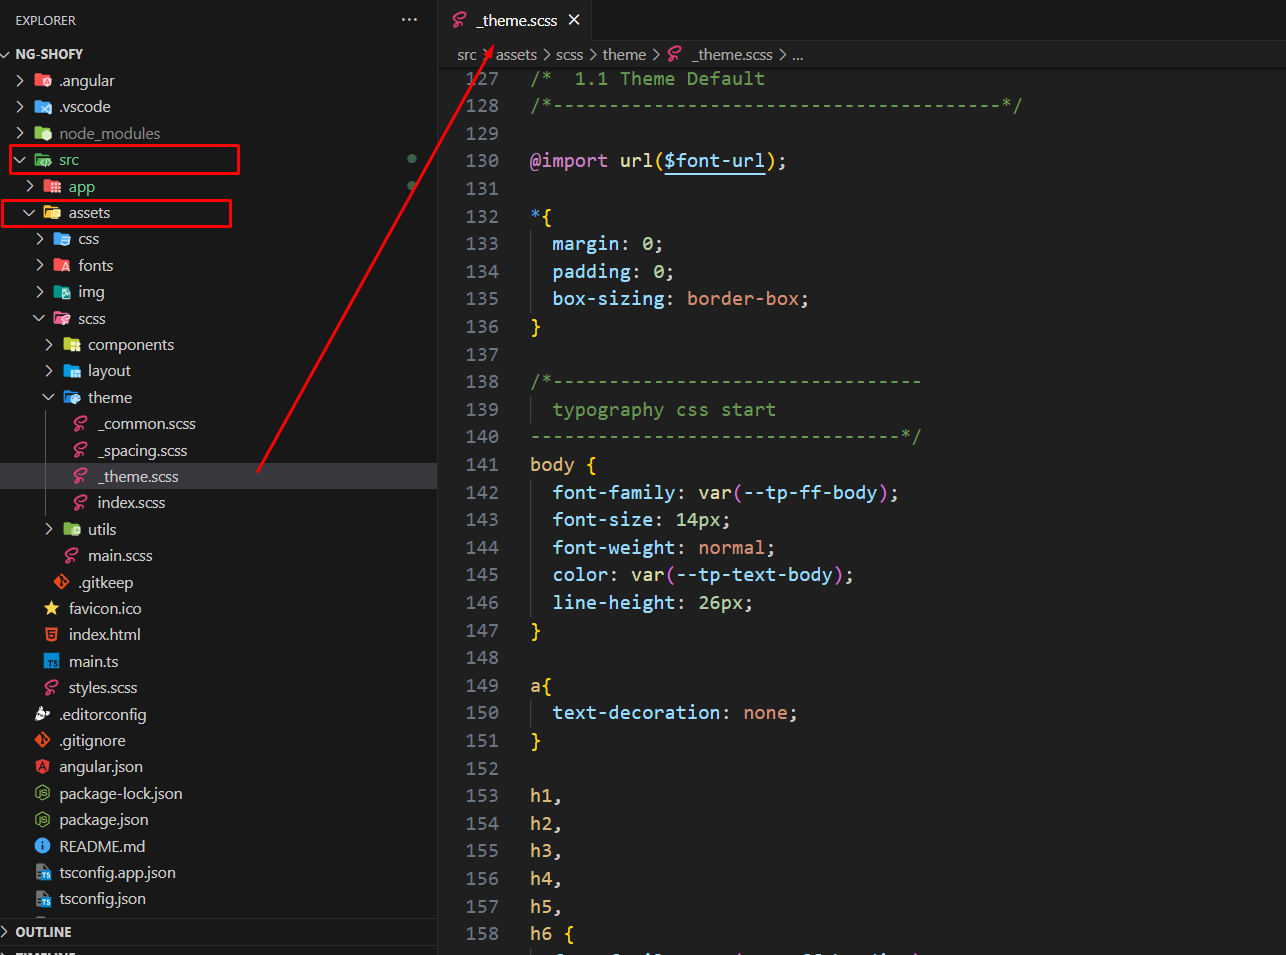 EXPLORER
···
NG-SHOFY
.angular
.vscode
node_modules
src
app
assets
css
fonts
img
scss
components
layout
theme
_common.scss
_spacing.scss
_theme.scss
index.scss
utils
main.scss
.gitkeep
favicon.ico
index.html
main.ts
styles.scss
.editorconfig
.gitignore
angular.json
package-lock.json
package.json
README.md
tsconfig.app.json
tsconfig.json
OUTLINE
TIMELINE
_theme.scss
src > assets > scss > theme > _theme.scss > ...
127 /*  1.1 Theme Default
128 /*----------------------------------------*/
129
130 @import url($font-url);
131
132 *{
133   margin: 0;
134   padding: 0;
135   box-sizing: border-box;
136 }
137
138 /*---------------------------------
139   typography css start
140 ---------------------------------*/
141 body {
142   font-family: var(--tp-ff-body);
143   font-size: 14px;
144   font-weight: normal;
145   color: var(--tp-text-body);
146   line-height: 26px;
147 }
148
149 a{
150   text-decoration: none;
151 }
152
153 h1,
154 h2,
155 h3,
156 h4,
157 h5,
158 h6 {